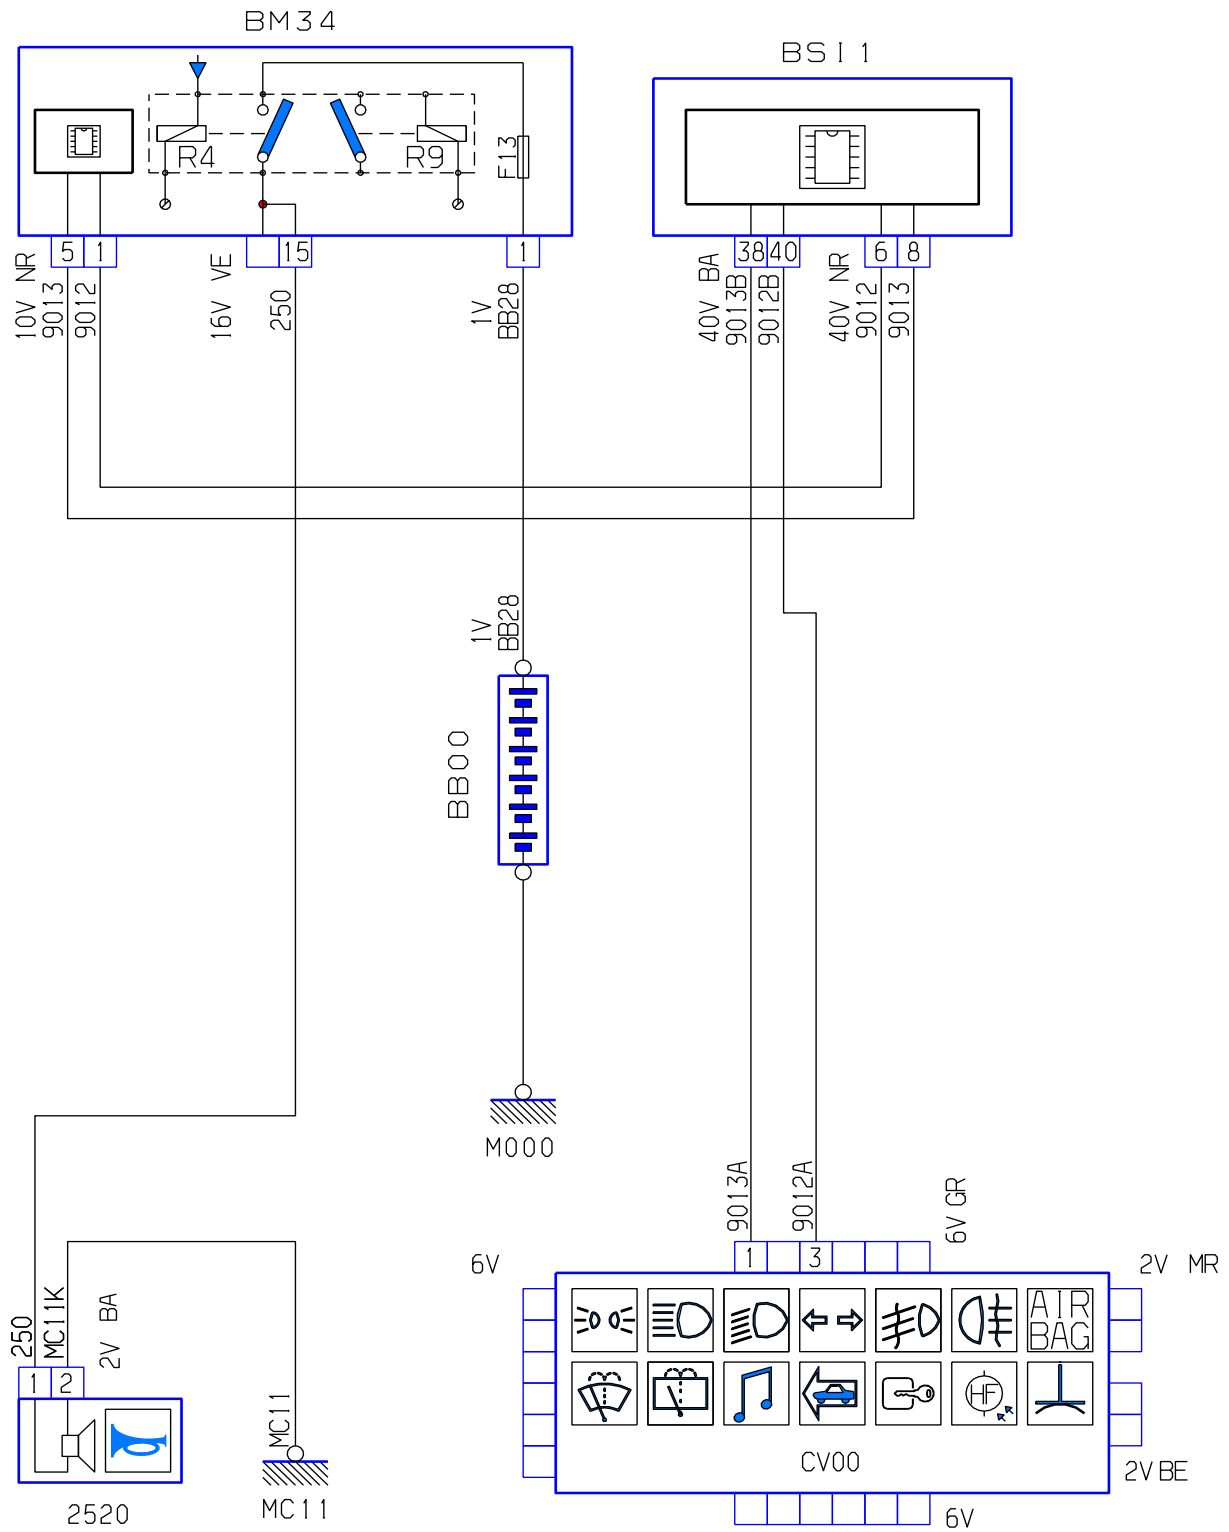 BM34
BSI1
R4
R9
F13
5
1
15
1
38
40
6
8
10V NR
9013
9012
16V VE
250
1V
BB28
40V BA
9013B
9012B
40V NR
9012
9013
1V
BB28
BB00
M000
9013A
9012A
6V GR
6V
1
3
2V MR
250
MC11K
2V BA
1
2
MC11
AIR
BAG
HF
CV00
2V BE
2520
MC11
6V